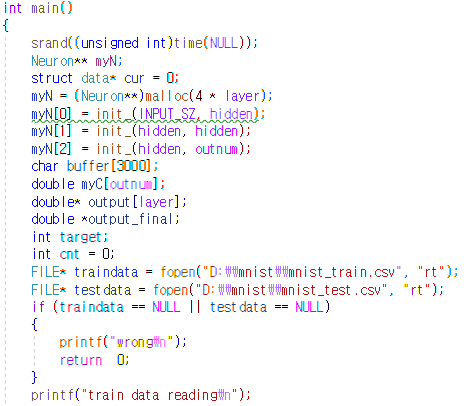 int main()
{
    srand((unsigned int)time(NULL));
    Neuron** myN;
    struct data* cur = 0;
    myN = (Neuron**)malloc(4 * layer);
    myN[0] = init_(INPUT_SZ, hidden);
    myN[1] = init_(hidden, hidden);
    myN[2] = init_(hidden, outnum);
    char buffer[3000];
    double myC[outnum];
    double* output[layer];
    double *output_final;
    int target;
    int cnt = 0;
    FILE* traindata = fopen("D:₩₩mnist₩₩mnist_train.csv", "rt");
    FILE* testdata = fopen("D:₩₩mnist₩₩mnist_test.csv", "rt");
    if (traindata == NULL || testdata == NULL)
    {
        printf("wrong₩n");
        return  0;
    }
    printf("train data reading₩n");